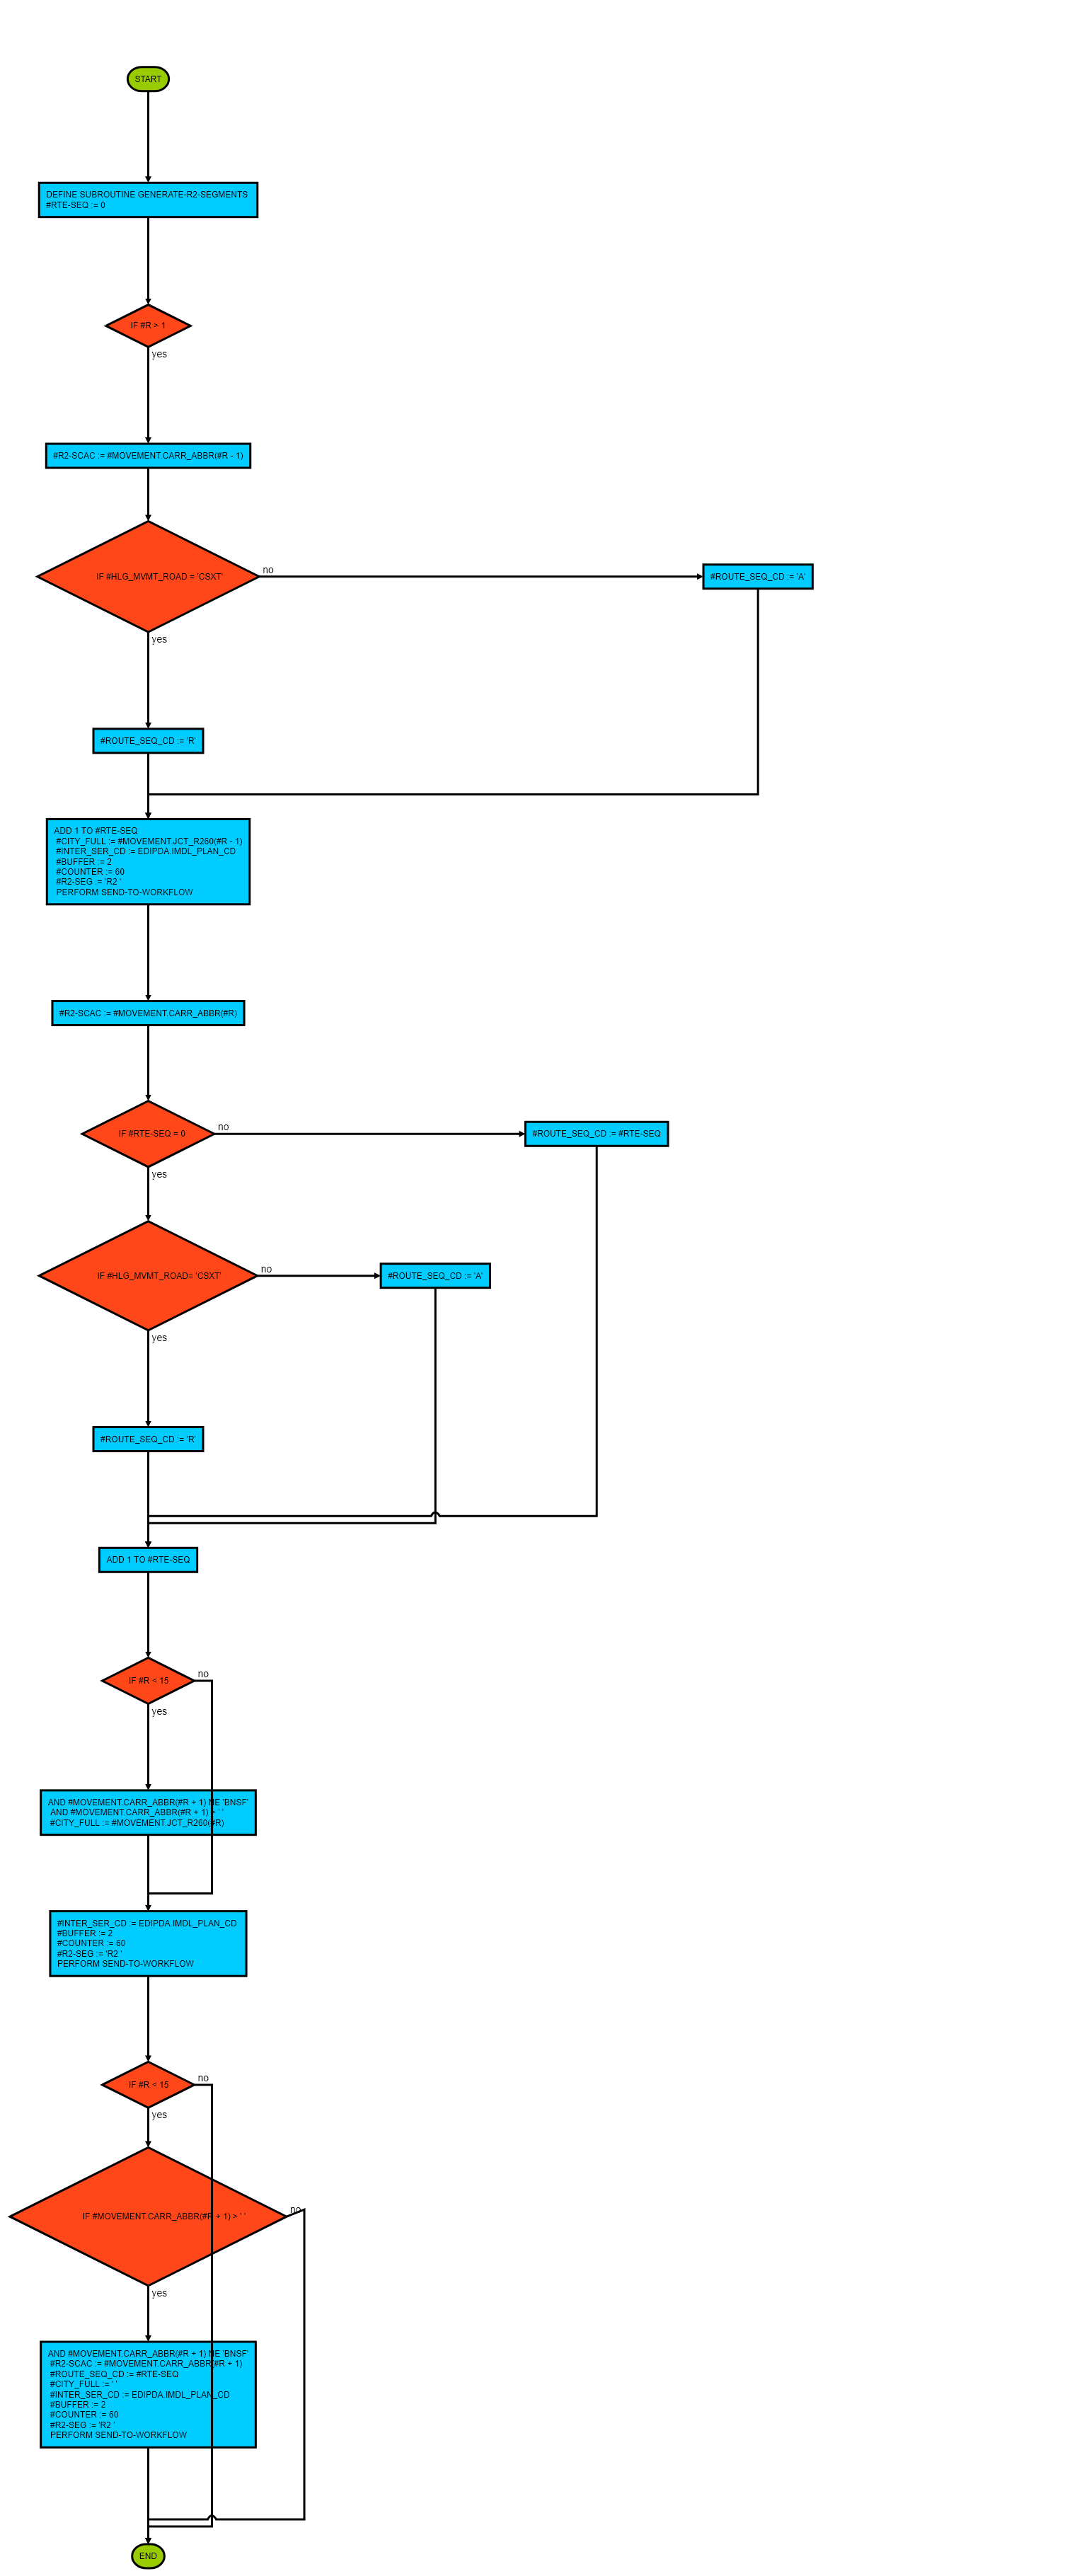 START
DEFINE SUBROUTINE GENERATE-R2-SEGMENTS
#RTE-SEQ := 0
IF #R > 1
yes
#R2-SCAC := #MOVEMENT.CARR_ABBR(#R - 1)
IF #HLG_MVMT_ROAD = 'CSXT'
no
#ROUTE_SEQ_CD := 'A'
yes
#ROUTE_SEQ_CD := 'R'
ADD 1 TO #RTE-SEQ
#CITY_FULL := #MOVEMENT.JCT_R260(#R - 1)
#INTER_SER_CD := EDIPDA.IMDL_PLAN_CD
#BUFFER := 2
#COUNTER := 60
#R2-SEG := 'R2 '
PERFORM SEND-TO-WORKFLOW
#R2-SCAC := #MOVEMENT.CARR_ABBR(#R)
IF #RTE-SEQ = 0
no
#ROUTE_SEQ_CD  = #RTE-SEQ
yes
IF #HLG_MVMT_ROAD= 'CSXT'
no
#ROUTE_SEQ_CD := 'A'
yes
#ROUTE_SEQ_CD := 'R'
ADD 1 TO #RTE-SEQ
IF #R < 15
no
yes
AND #MOVEMENT.CARR_ABBR(#R + 1) NE 'BNSF'
AND #MOVEMENT.CARR_ABBR(#R + 1) > ' '
#CITY_FULL := #MOVEMENT.JCT_R260(#R)
#INTER_SER_CD := EDIPDA.IMDL_PLAN_CD
#BUFFER := 2
#COUNTER := 60
#R2-SEG := 'R2 '
PERFORM SEND-TO-WORKFLOW
IF #R < 15
no
yes
IF #MOVEMENT.CARR_ABBR(#R + 1) > ' '
no
yes
AND #MOVEMENT.CARR_ABBR(#R + 1) NE 'BNSF'
#R2-SCAC := #MOVEMENT.CARR_ABBR(#R + 1)
#ROUTE_SEQ_CD := #RTE-SEQ
#CITY_FULL := ' '
#INTER_SER_CD := EDIPDA.IMDL_PLAN_CD
#BUFFER := 2
#COUNTER := 60
#R2-SEG := 'R2 '
PERFORM SEND-TO-WORKFLOW
END